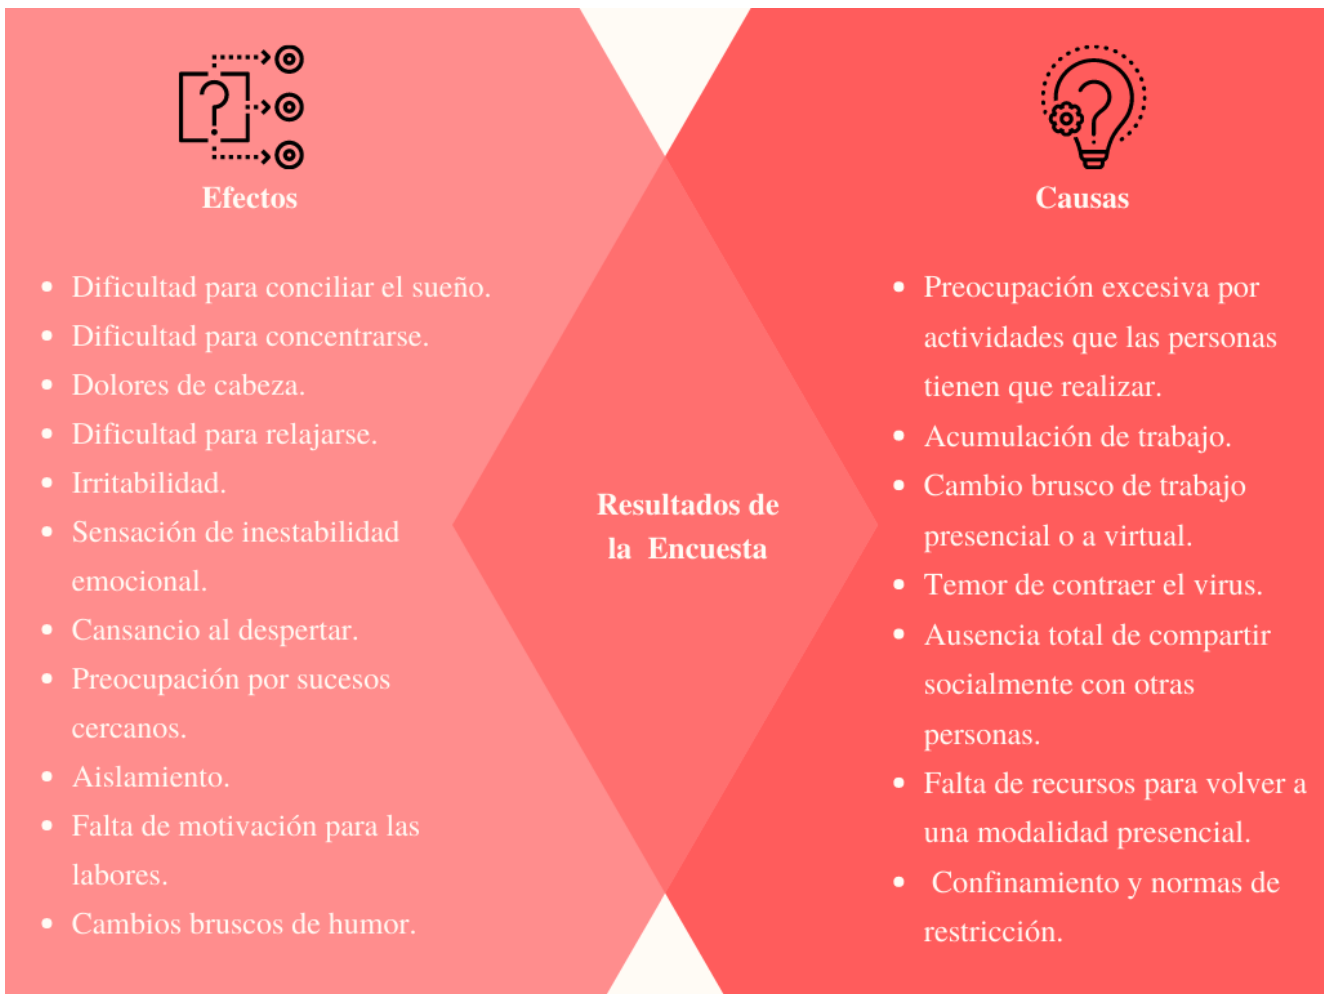 Efectos
• Dificultad para conciliar el sueño.
• Dificultad para concentrarse.
• Dolores de cabeza.
• Dificultad para relajarse.
• Irritabilidad.
• Sensación de inestabilidad
emocional.
• Cansancio al despertar.
• Preocupación por sucesos
cercanos.
• Aislamiento.
• Falta de motivación para las
labores.
• Cambios bruscos de humor.
Resultados de
la Encuesta
Causas
• Preocupación excesiva por
actividades que las personas
tienen que realizar.
• Acumulación de trabajo.
• Cambio brusco de trabajo
presencial o a virtual.
• Temor de contraer el virus.
• Ausencia total de compartir
socialmente con otras
personas.
• Falta de recursos para volver a
una modalidad presencial.
• Confinamiento y normas de
restricción.